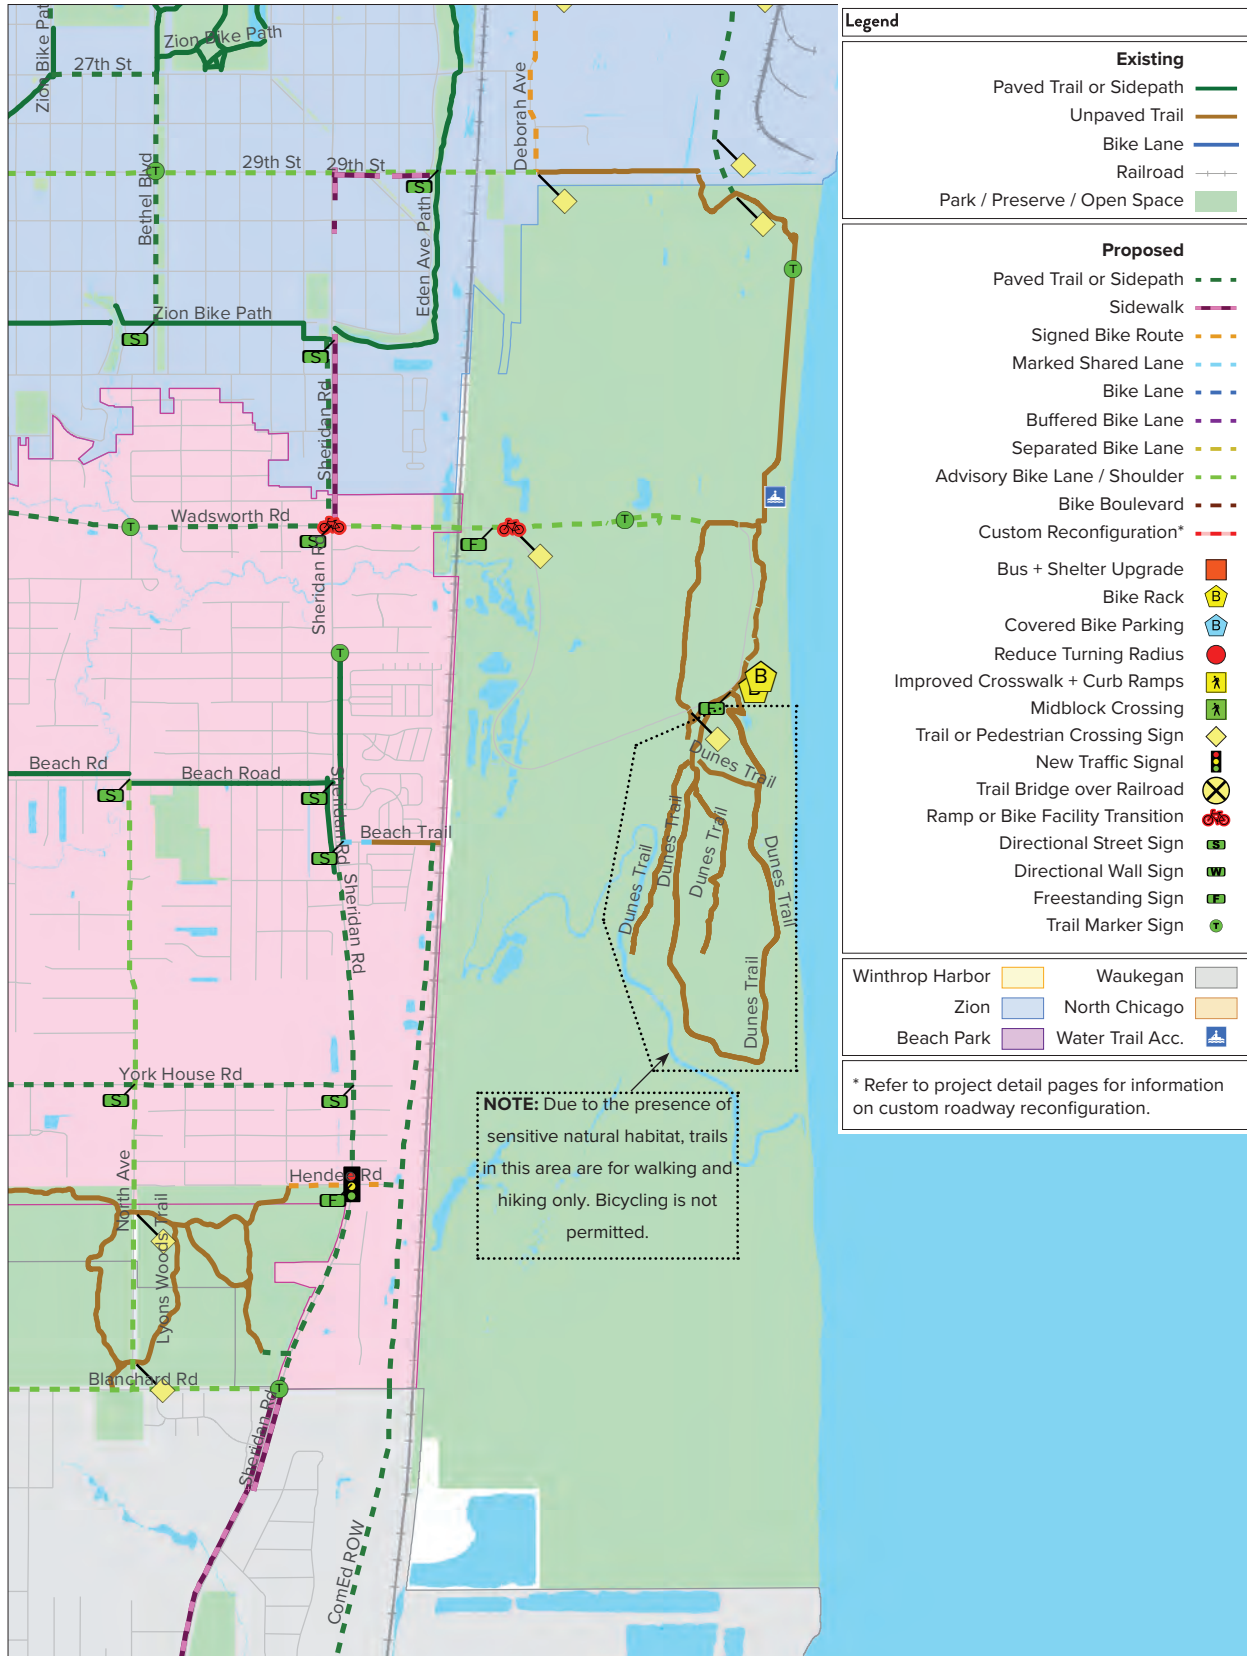 Zion Bike Pat
Zion Bike Path
27th St
Deborah Ave
T
Bethel Blvd
T
29th St
29th St
S
Eden Ave Path
T
Zion Bike Path
S
S
Sheridan Rd
Wadsworth Rd
T
S
F
T
Sheridan R
T
B
Beach Rd
Beach Road
S
S
Sheridan Rd
Beach Trail
S
Sheridan Rd
Dunes Trail
Dunes Trail
Dunes Trail
Dunes Trail
Dunes Trail
Dunes Trail
York House Rd
S
S
NOTE: Due to the presence of
sensitive natural habitat, trails
in this area are for walking and
hiking only. Bicycling is not
permitted.
North Ave
Rd
F
Lyons Woods Trail
Blanchard Rd
T
Sheridan Rd
ComEd ROW
Legend
Existing
Paved Trail or Sidepath
Unpaved Trail
Bike Lane
Railroad
Park / Preserve / Open Space
Proposed
Paved Trail or Sidepath
Sidewalk
Signed Bike Route
Marked Shared Lane
Bike Lane
Buffered Bike Lane
Separated Bike Lane
Advisory Bike Lane / Shoulder
Bike Boulevard
Custom Reconfiguration*
Bus + Shelter Upgrade
Bike Rack B
Covered Bike Parking B
Reduce Turning Radius
Improved Crosswalk + Curb Ramps
Midblock Crossing
Trail or Pedestrian Crossing Sign
New Traffic Signal
Trail Bridge over Railroad
Ramp or Bike Facility Transition
Directional Street Sign S
Directional Wall Sign W
Freestanding Sign F
Trail Marker Sign T
Winthrop Harbor Waukegan
Zion North Chicago
Beach Park Water Trail Acc.
* Refer to project detail pages for information
on custom roadway reconfiguration.